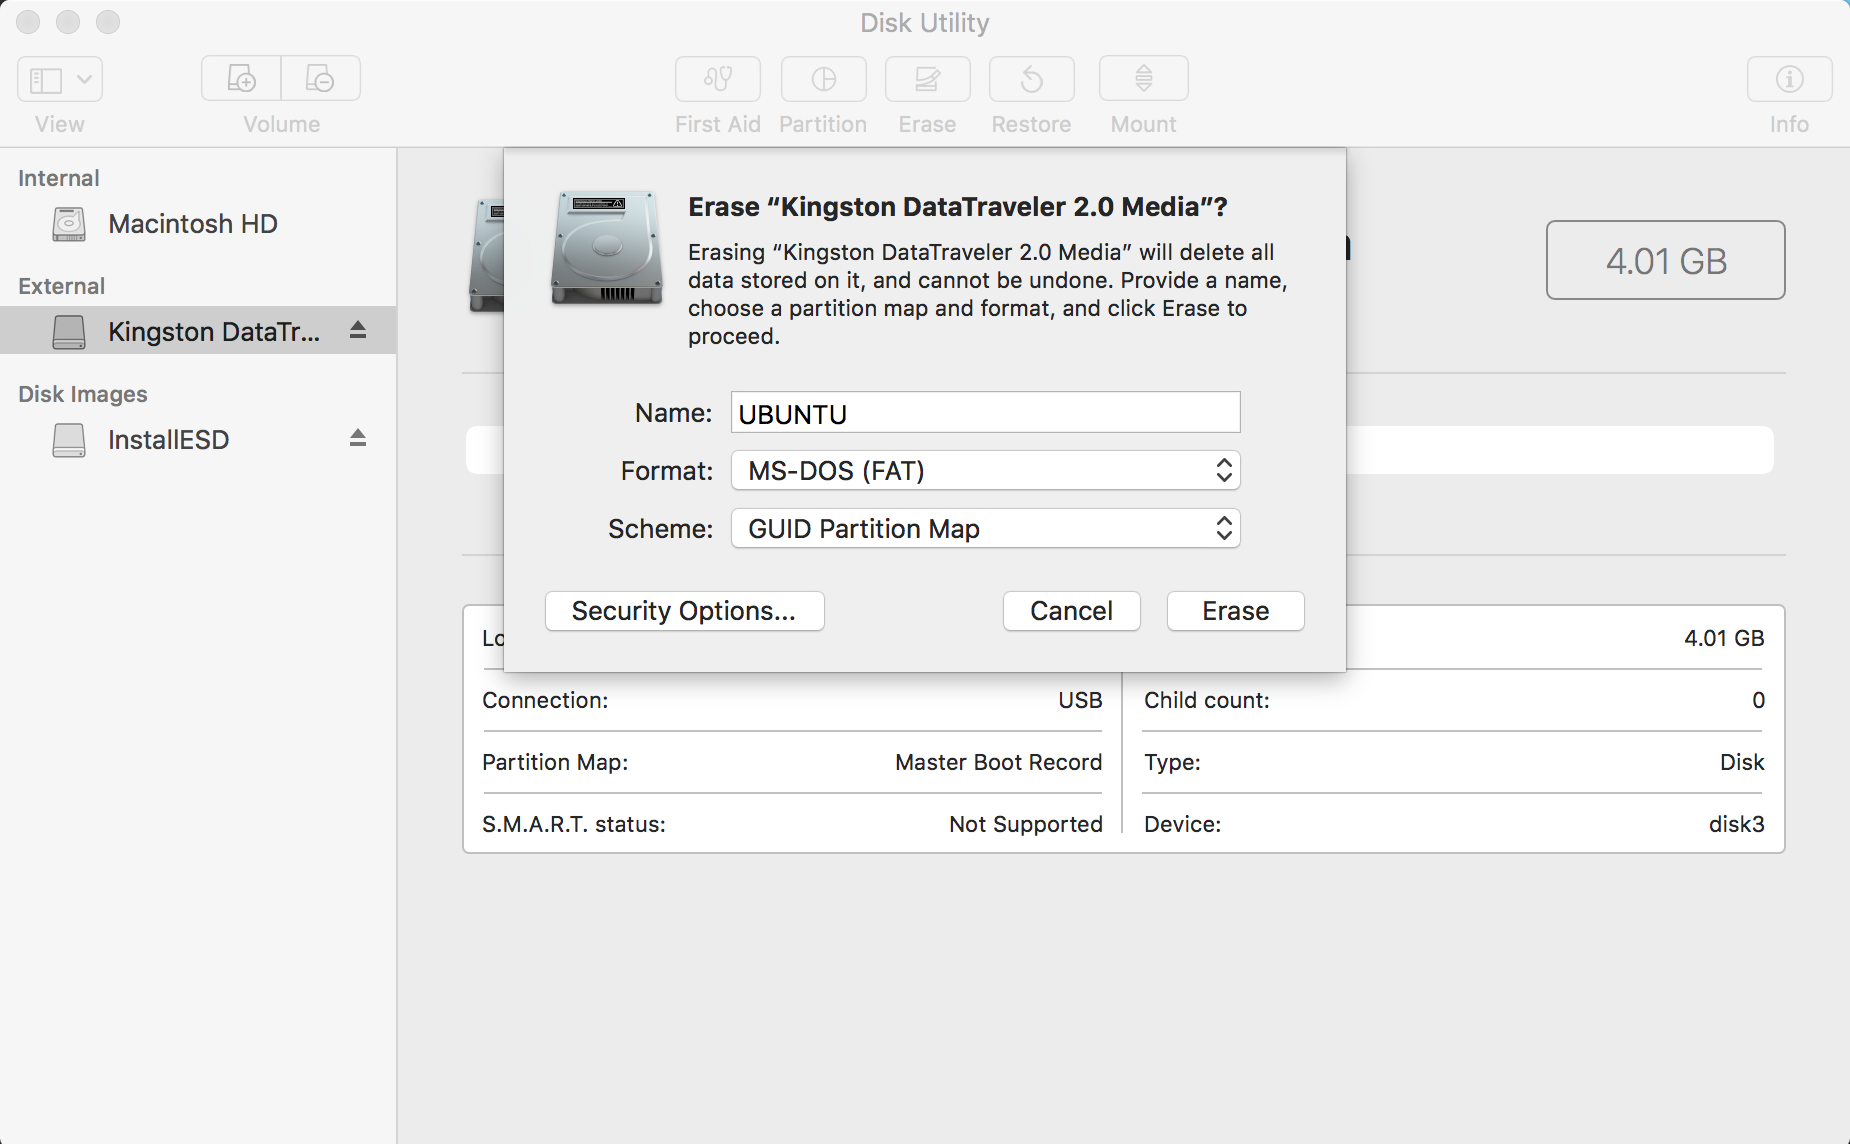 Disk Utility
View
Volume
First Aid
Partition
Erase
Restore
Mount
Info
Internal
Macintosh HD
External
Kingston DataTr...
Disk Images
InstallESD
Erase “Kingston DataTraveler 2.0 Media”?
Erasing “Kingston DataTraveler 2.0 Media” will delete all
data stored on it, and cannot be undone. Provide a name,
choose a partition map and format, and click Erase to
proceed.
Name: UBUNTU
Format: MS-DOS (FAT)
Scheme: GUID Partition Map
Security Options...
Cancel
Erase
4.01 GB
4.01 GB
Connection: USB
Child count: 0
Partition Map: Master Boot Record
Type: Disk
S.M.A.R.T. status: Not Supported
Device: disk3